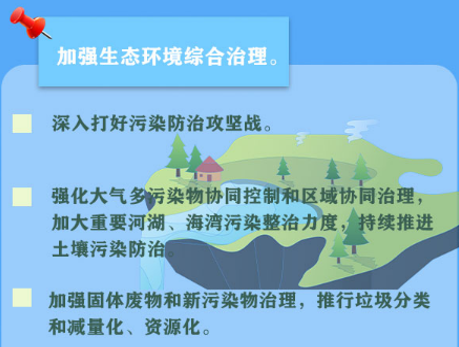 加强生态环境综合治理。
深入打好污染防治攻坚战。
强化大气多污染物协同控制和区域协同治理，
加大重要河湖、海湾污染整治力度，持续推进
土壤污染防治。
加强固体废物和新污染物治理，推行垃圾分类
和减量化、资源化。